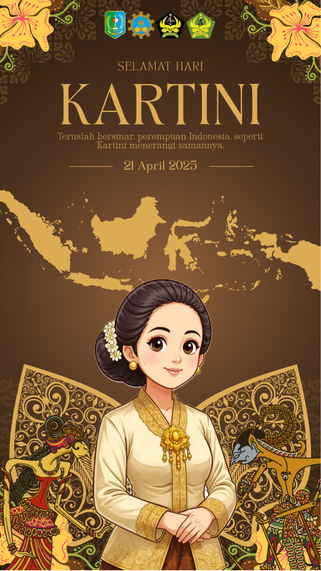 SELAMAT HARI
KARTINI
Teruslah bersinar, perempuan Indonesia, seperti
Kartini menerangi zamannya.
21 April 2025